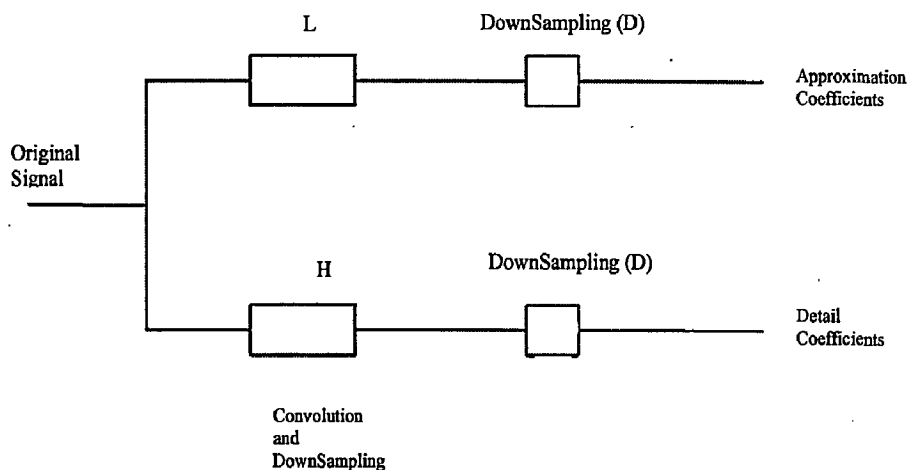 L
DownSampling (D)
Approximation
Coefficients
Original
Signal
H
DownSampling (D)
Detail
Coefficients
Convolution
and
DownSampling